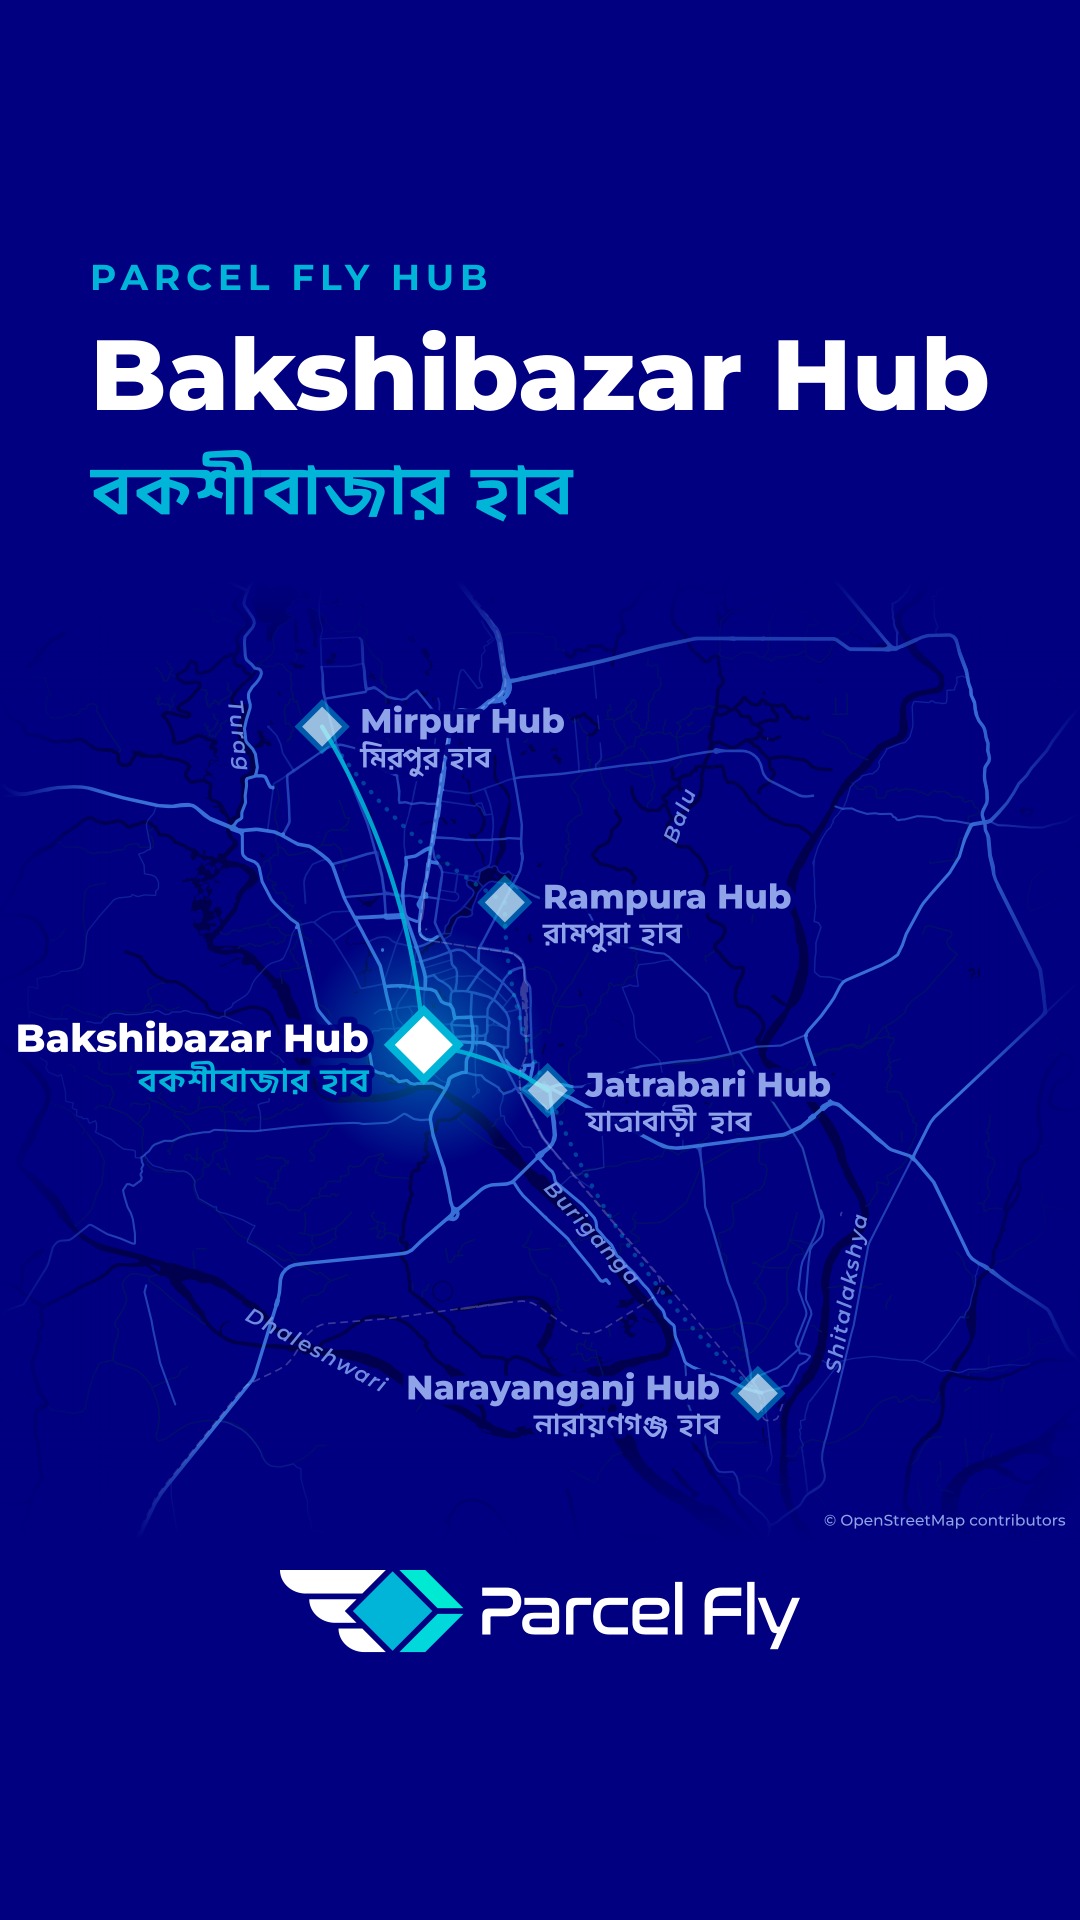 PARCEL FLY HUB
Bakshibazar Hub
বকশীবাজার হাব
Turag
Mirpur Hub
মিরপুর হাব
Balu
Rampura Hub
রামপুরা হাব
Bakshibazar Hub
বকশীবাজার হাব
Jatrabari Hub
যাত্রাবাড়ী হাব
Buriganga
Shitalakshya
Dhaleshwari
Narayanganj Hub
নারায়ণগঞ্জ হাব
© OpenStreetMap contributors
Parcel Fly